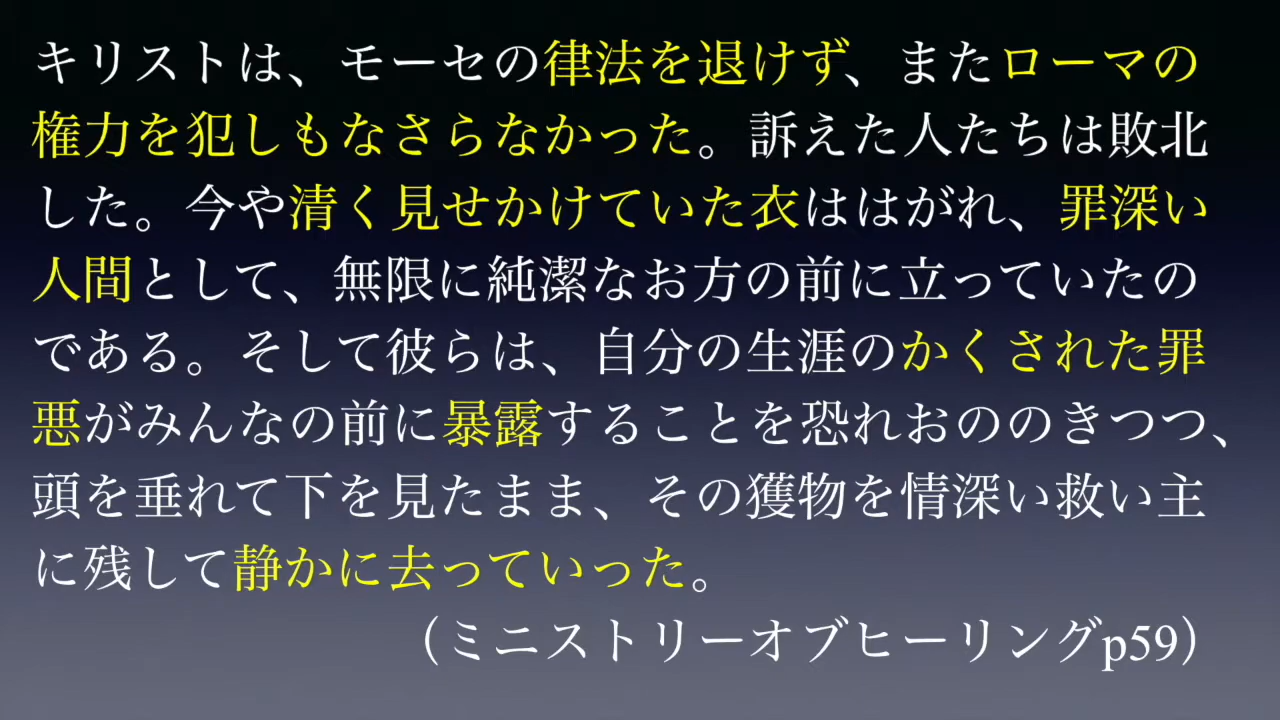 キリストは、モーセの律法を退けず、またローマの
権力を犯しもなさらなかった。訴えた人たちは敗北
した。今や清く見せかけていた衣ははがれ、罪深い
人間として、無限に純潔なお方の前に立っていたの
である。そして彼らは、自分の生涯のかくされた罪
悪がみんなの前に暴露することを恐れおののきつつ、
頭を垂れて下を見たまま、その獲物を情深い救い主
に残して静かに去っていった。
（ミニストリーオブヒーリングp59）